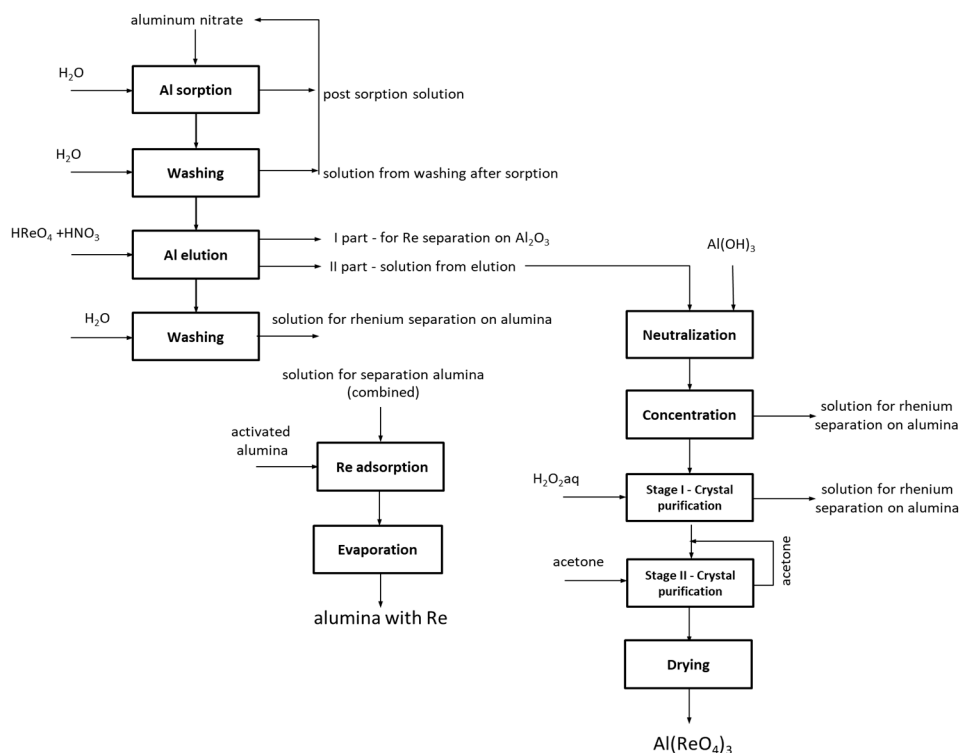 aluminum nitrate
H₂O
Al sorption
post sorption solution
H₂O
Washing
solution from washing after sorption
HReO₄ +HNO₃
Al elution
I part - for Re separation on Al₂O₃
II part - solution from elution
Al(OH)₃
H₂O
Washing
solution for rhenium separation on alumina
Neutralization
solution for separation alumina
(combined)
Concentration
solution for rhenium
separation on alumina
activated
alumina
Re adsorption
H₂O₂aq
Stage I - Crystal
purification
solution for rhenium
separation on alumina
Evaporation
acetone
Stage II - Crystal
purification
acetone
alumina with Re
Drying
Al(ReO₄)₃